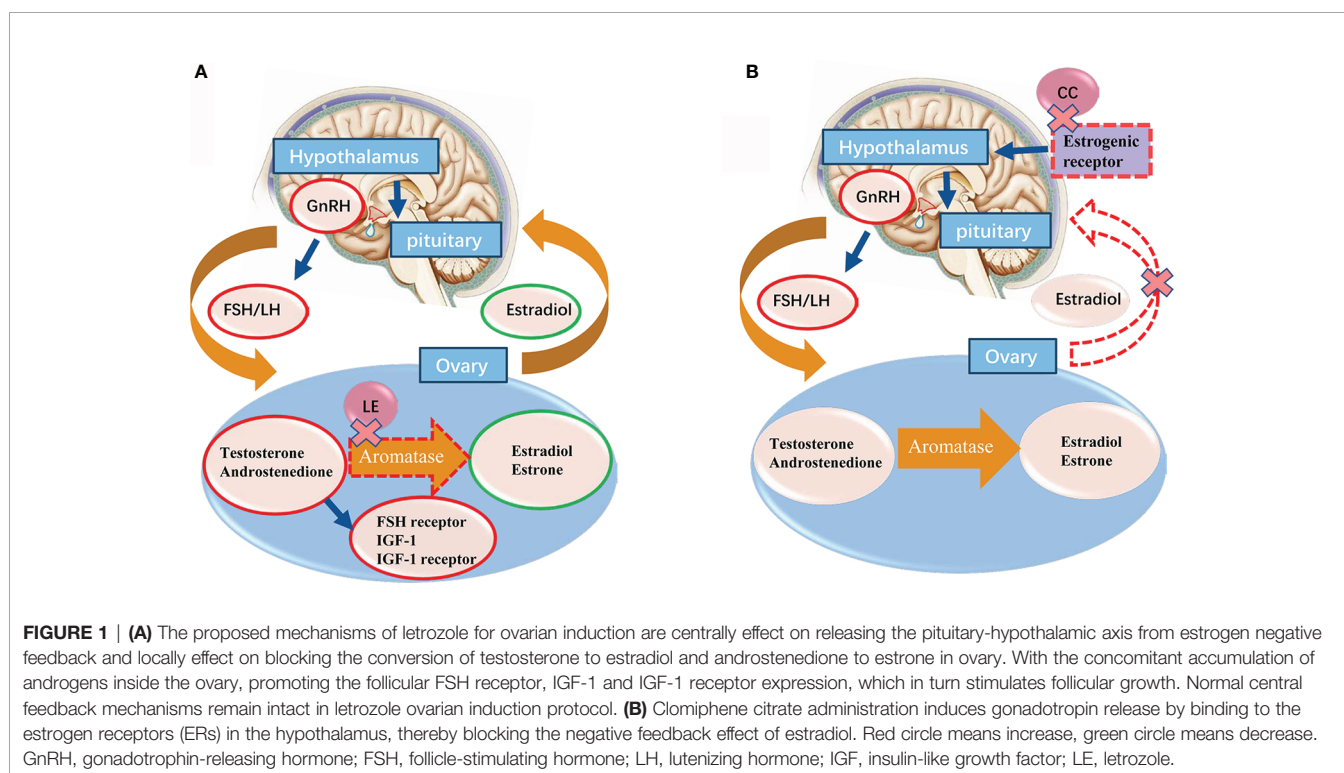 A
Hypothalamus
GnRH
pituitary
FSH/LH
Estradiol
Ovary
LE
Testosterone
Androstenedione
Aromatase
Estradiol
Estrone
FSH receptor
IGF-1
IGF-1 receptor
B
CC
Estrogenic
receptor
Hypothalamus
GnRH
pituitary
FSH/LH
Estradiol
Ovary
Testosterone
Androstenedione
Aromatase
Estradiol
Estrone
FIGURE 1 | (A) The proposed mechanisms of letrozole for ovarian induction are centrally effect on releasing the pituitary-hypothalamic axis from estrogen negative
feedback and locally effect on blocking the conversion of testosterone to estradiol and androstenedione to estrone in ovary. With the concomitant accumulation of
androgens inside the ovary, promoting the follicular FSH receptor, IGF-1 and IGF-1 receptor expression, which in turn stimulates follicular growth. Normal central
feedback mechanisms remain intact in letrozole ovarian induction protocol. (B) Clomiphene citrate administration induces gonadotropin release by binding to the
estrogen receptors (ERs) in the hypothalamus, thereby blocking the negative feedback effect of estradiol. Red circle means increase, green circle means decrease.
GnRH, gonadotrophin-releasing hormone; FSH, follicle-stimulating hormone; LH, lutenizing hormone; IGF, insulin-like growth factor; LE, letrozole.